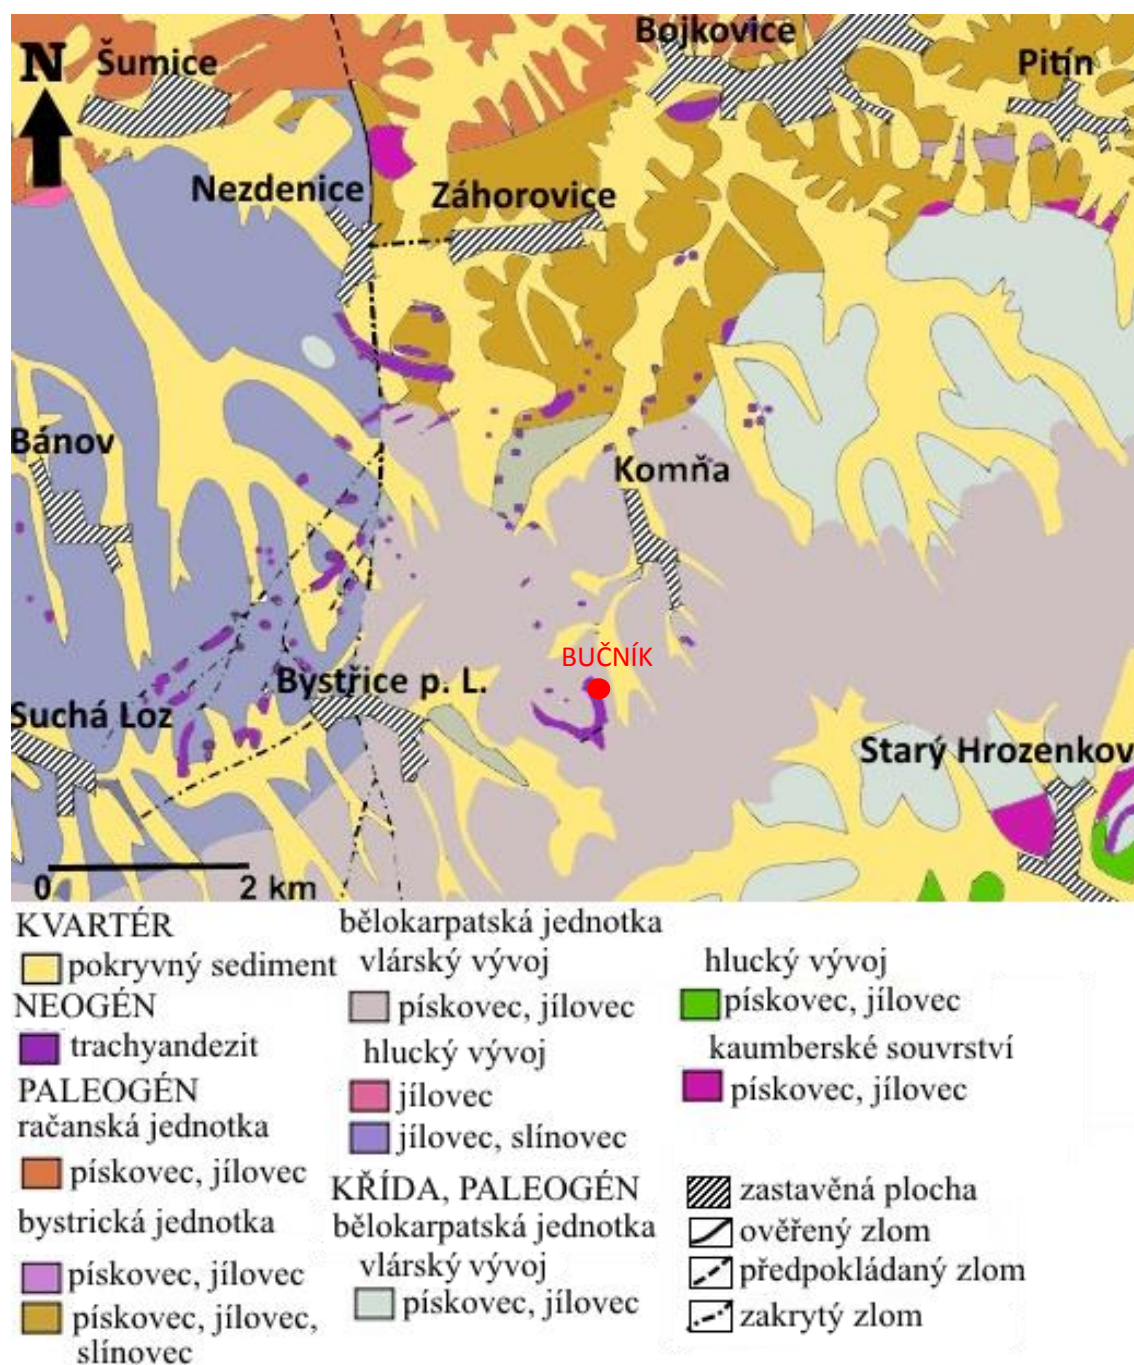 Bojkovice
N
Šumice
Pitín
Nezdenice
Záhorovice
Bánov
Komňa
BUČNÍK
Bystřice p. L.
Suchá Loz
Starý Hrozenkov
0 2 km
KVARTÉR
pokryvný sediment
NEOGÉN
trachyandezit
PALEOGÉN
račanská jednotka
pískovec, jílovec
bystrická jednotka
pískovec, jílovec
pískovec, jílovec,
slínovec
bělokarpatská jednotka
vlárský vývoj
pískovec, jílovec
hlucký vývoj
jílovec
jílovec, slínovec
KŘÍDA, PALEOGÉN
bělokarpatská jednotka
vlárský vývoj
pískovec, jílovec
hlucký vývoj
pískovec, jílovec
kaumberské souvrství
pískovec, jílovec
zastavěná plocha
ověřený zlom
předpokládaný zlom
zakrytý zlom